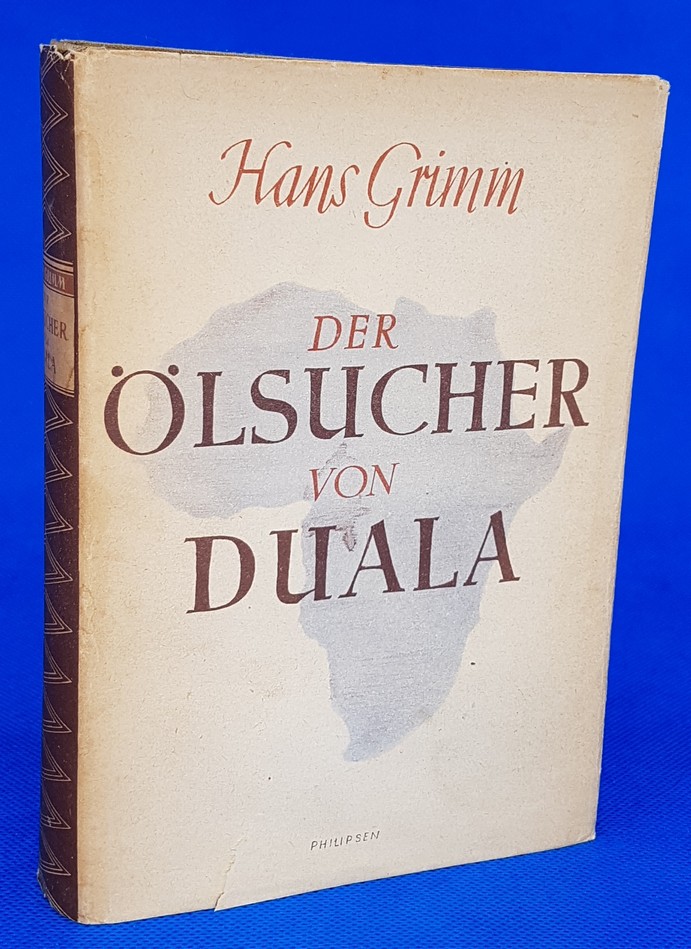 Hans Grimm
DER
ÖLSUCHER
VON
DUALA
PHILIPSEN